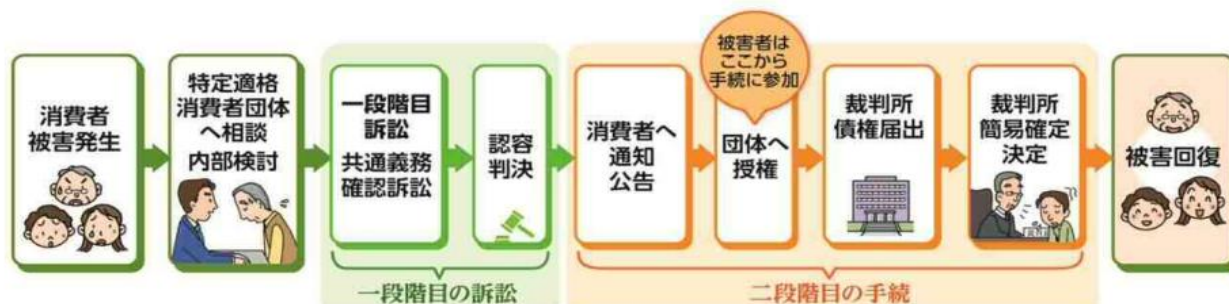 消費者
被害発生
特定適格
消費者団体
へ相談
内部検討
一段階目
訴訟
共通義務
確認訴訟
認容
判決
消費者へ
通知
公告
被害者は
ここから
手続に参加
団体へ
授権
裁判所
債権届出
裁判所
簡易確定
決定
被害回復
一段階目の訴訟
二段階目の手続